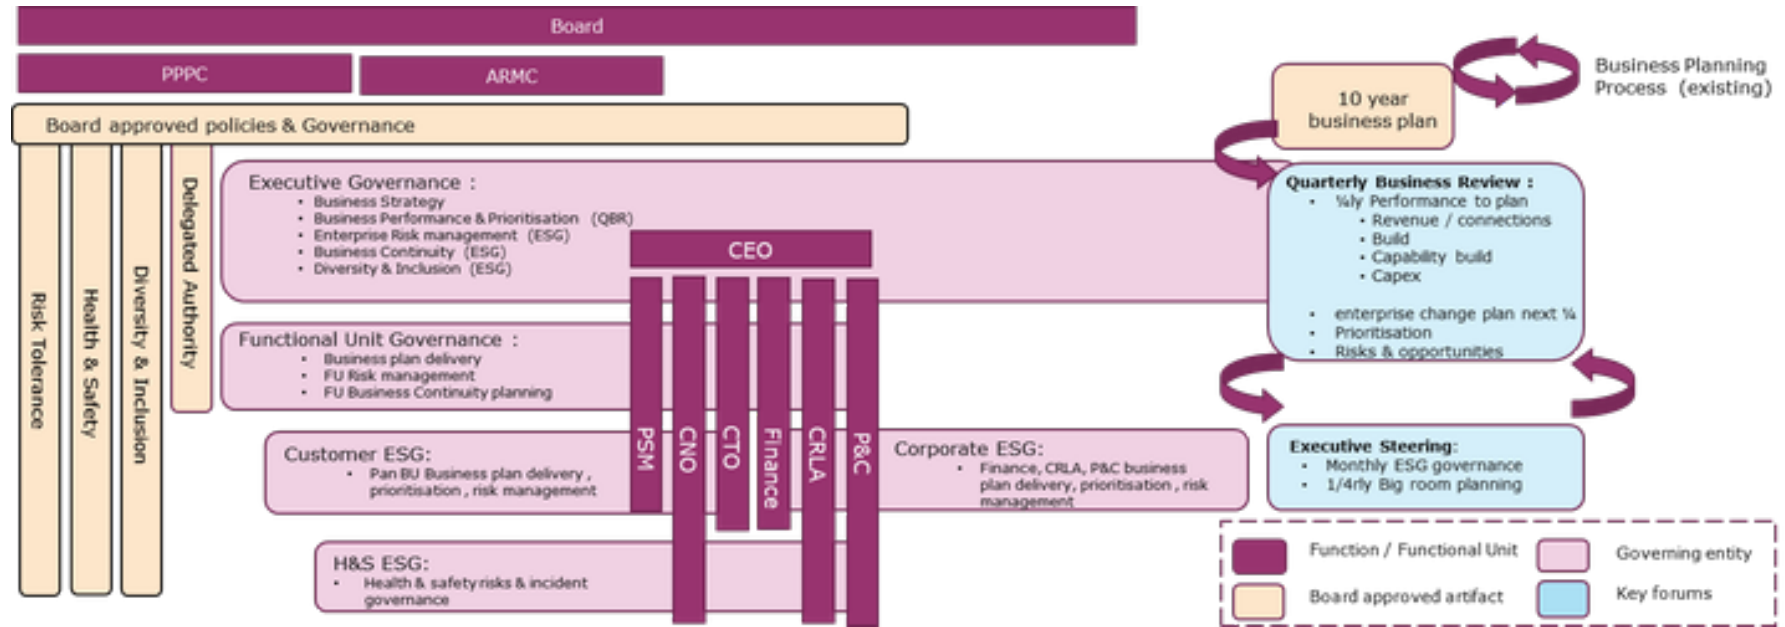 Board
PPPC
ARMC
Board approved policies & Governance
Risk Tolerance
Health & Safety
Diversity & Inclusion
Delegated Authority
Executive Governance :
• Business Strategy
• Business Performance & Prioritisation (QBR)
• Enterprise Risk management (ESG)
• Business Continuity (ESG)
• Diversity & Inclusion (ESG)
CEO
PSM
CNO
CTO
Finance
CRLA
P&C
Functional Unit Governance :
• Business plan delivery
• FU Risk management
• FU Business Continuity planning
Customer ESG:
• Pan BU Business plan delivery ,
prioritisation , risk management
Corporate ESG:
• Finance, CRLA, P&C business
plan delivery, prioritisation , risk
management
H&S ESG:
• Health & safety risks & incident
governance
10 year
business plan
Business Planning
Process (existing)
Quarterly Business Review :
• ¼ly Performance to plan
• Revenue / connections
• Build
• Capability build
• Capex
• enterprise change plan next ¼
• Prioritisation
• Risks & opportunities
Executive Steering:
• Monthly ESG governance
• 1/4rly Big room planning
Function / Functional Unit
Governing entity
Board approved artifact
Key forums